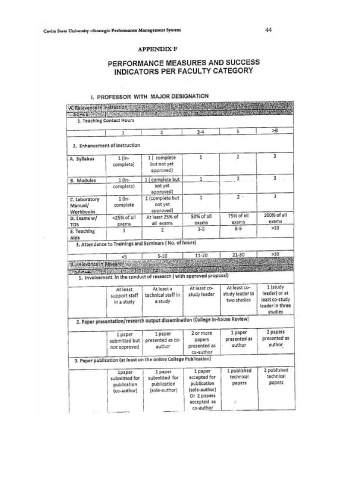 Cavite State University –Strategic Performance Management System 44
APPENDIX F
PERFORMANCE MEASURES AND SUCCESS
INDICATORS PER FACULTY CATEGORY
I. PROFESSOR WITH MAJOR DESIGNATION
1. Teaching Contact Hours
1 2 3-4 5 >6
2. Enhancement of Instruction
A. Syllabus 1 (in-complete) 1 ( complete but not yet approved) 1 2 3
B. Modules 1 (in-complete) 1 ( complete but not yet approved) 1 2 3
C. Laboratory Manual/ Workbooks 1 (in-complete 1 (complete but not yet approved) 1 2 3
D. Exams w/ TOS <25% of all exams At least 25% of all exams 50% of all exams 75% of all exams 100% of all exams
E. Teaching Aids 1 2 3-5 6-9 >10
3. Attendance to Trainings and Seminars ( No. of hours)
<5 5-10 11-20 21-30 >30
1. Involvement in the conduct of research ( with approved proposal)
At least support staff in a study At least a technical staff in a study At least co-study leader At least co-study leader in two studies 1 (study leader) or at least co-study leader in three studies
2. Paper presentation/research output dissemination (College In-house Review)
1 paper submitted but not approved 1 paper presented as co-author 2 or more papers presented as co-author 1 paper presented as author 2 papers presented as author
3. Paper publication (at least on the online College Publication)
1paper submitted for publication (co-author) 1 paper submitted for publication (sole-author) 1 paper accepted for publication (sole-author) Or 2 papers accepted as co-author 1 published technical papers 2 published technical papers